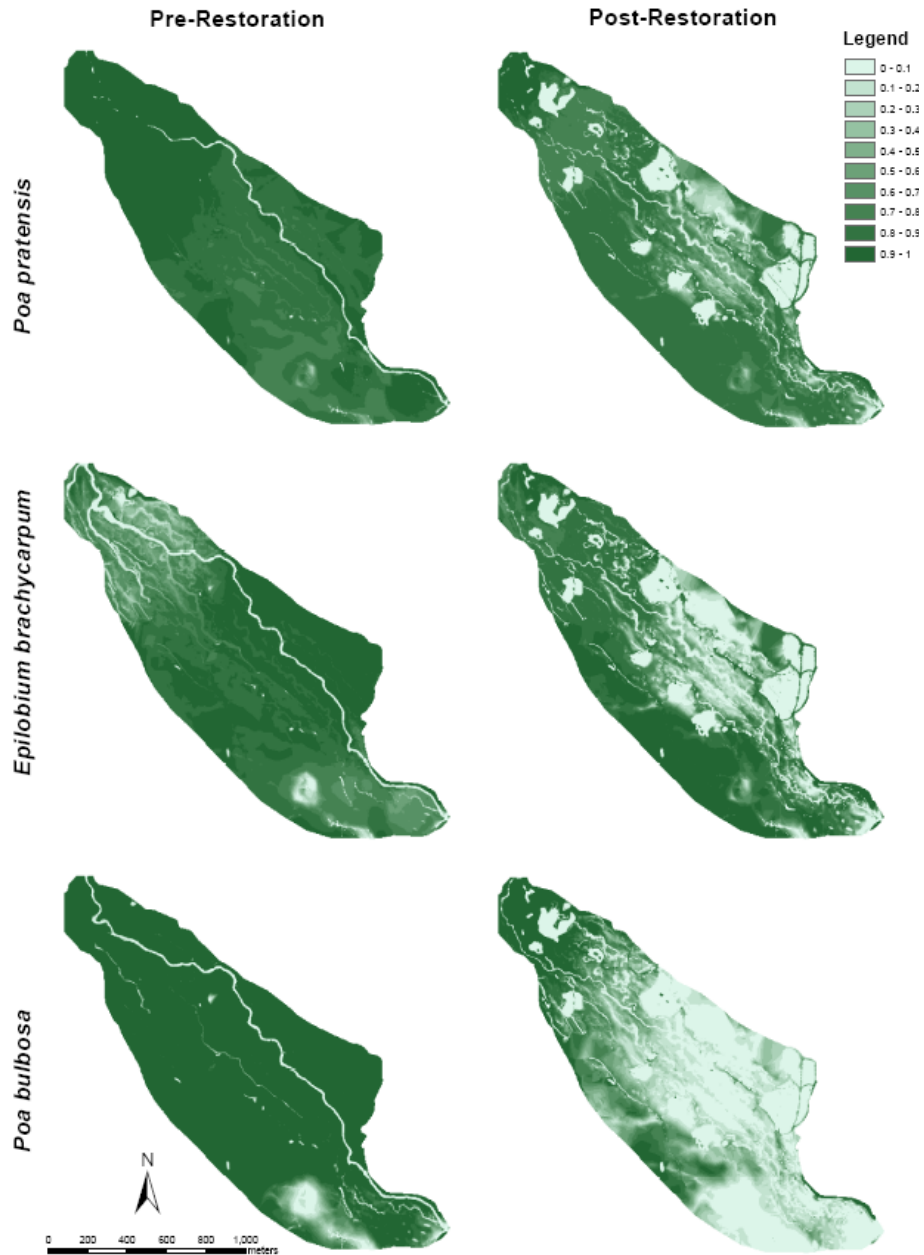 Pre-Restoration
Post-Restoration
Legend
0 - 0.1
0.1 - 0.2
0.2 - 0.3
0.3 - 0.4
0.4 - 0.5
0.5 - 0.6
0.6 - 0.7
0.7 - 0.8
0.8 - 0.9
0.9 - 1
Poa pratensis
Epilobium brachycarpum
Poa bulbosa
N
0 200 400 600 800 1,000
meters